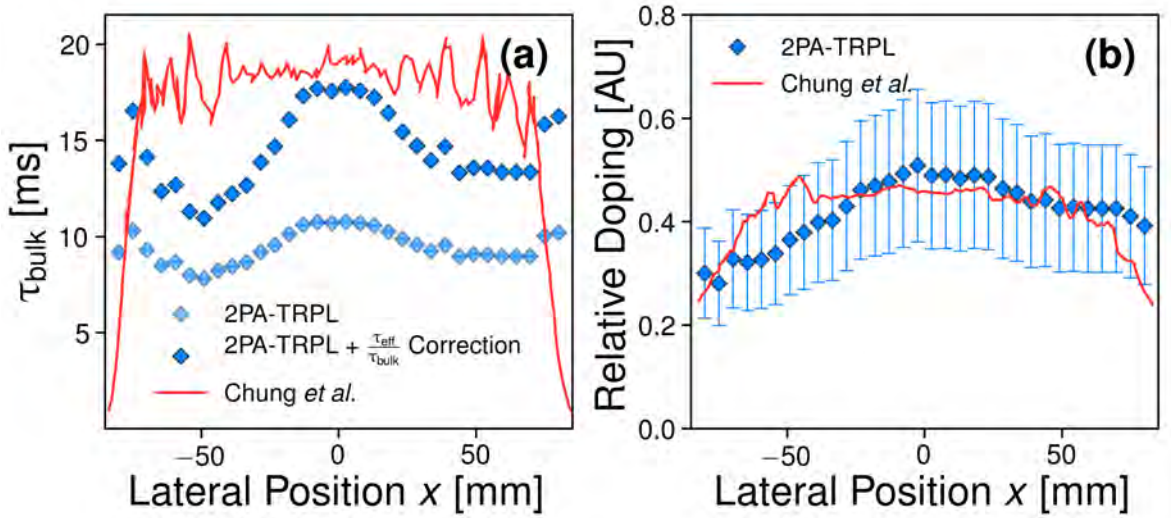 (a)
τbulk [ms]
20
15
10
5
2PA-TRPL
2PA-TRPL + τeff/τbulk Correction
Chung et al.
−50
0
50
Lateral Position x [mm]
(b)
Relative Doping [AU]
0.8
0.6
0.4
0.2
0.0
2PA-TRPL
Chung et al.
−50
0
50
Lateral Position x [mm]